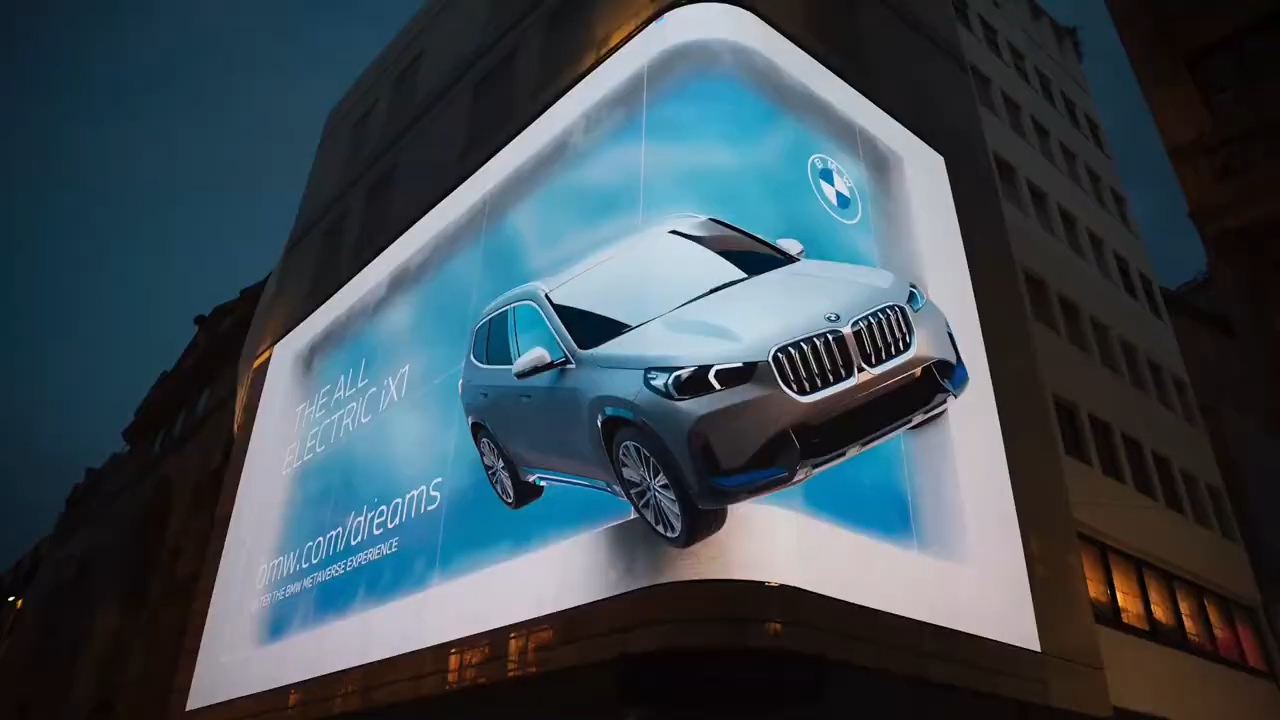 BMW
THE ALL
ELECTRIC iX1
bmw.com/dreams
THE BMW METAVERSE EXPERIENCE